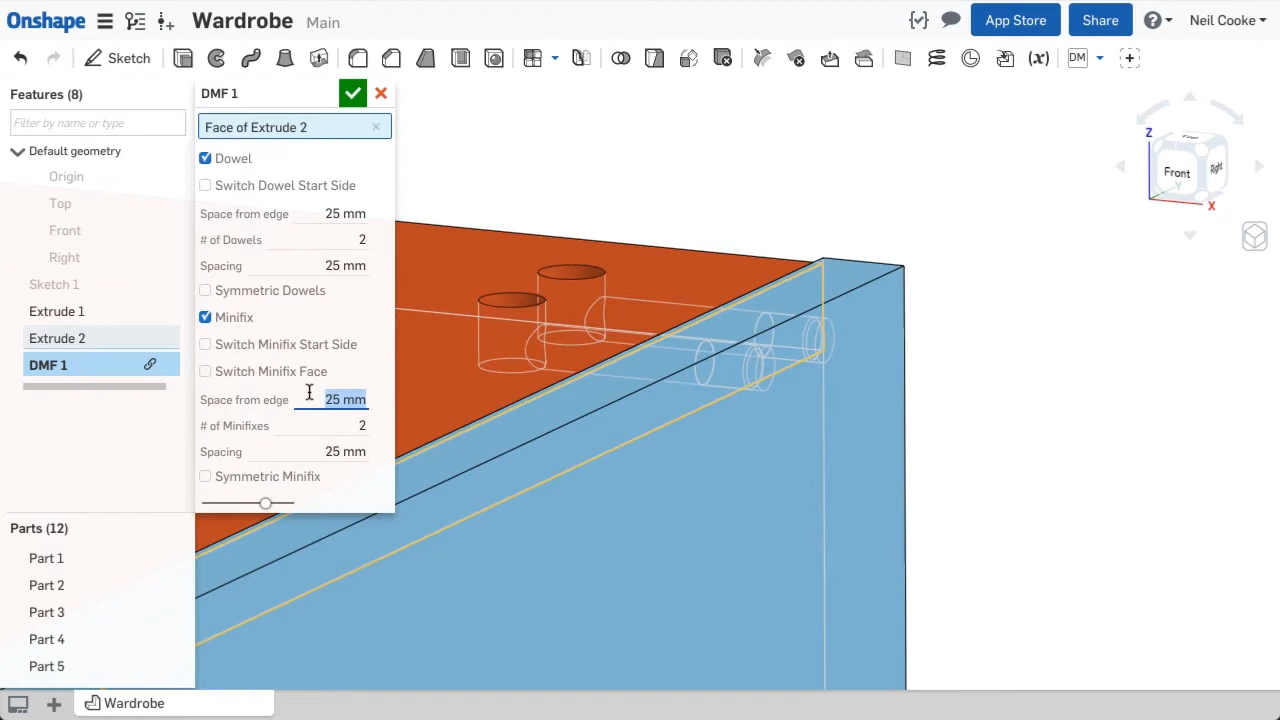 Onshape Wardrobe Main App Store Share Neil Cooke
Sketch (x) DM
Features (8)
Filter by name or type
Default geometry
Origin
Top
Front
Right
Sketch 1
Extrude 1
Extrude 2
DMF 1
Parts (12)
Part 1
Part 2
Part 3
Part 4
Part 5
DMF 1
Face of Extrude 2
Dowel
Switch Dowel Start Side
Space from edge 25 mm
# of Dowels 2
Spacing 25 mm
Symmetric Dowels
Minifix
Switch Minifix Start Side
Switch Minifix Face
Space from edge 25 mm
# of Minifixes 2
Spacing 25 mm
Symmetric Minifix
Z
Top
Front
Right
Y
X
Wardrobe